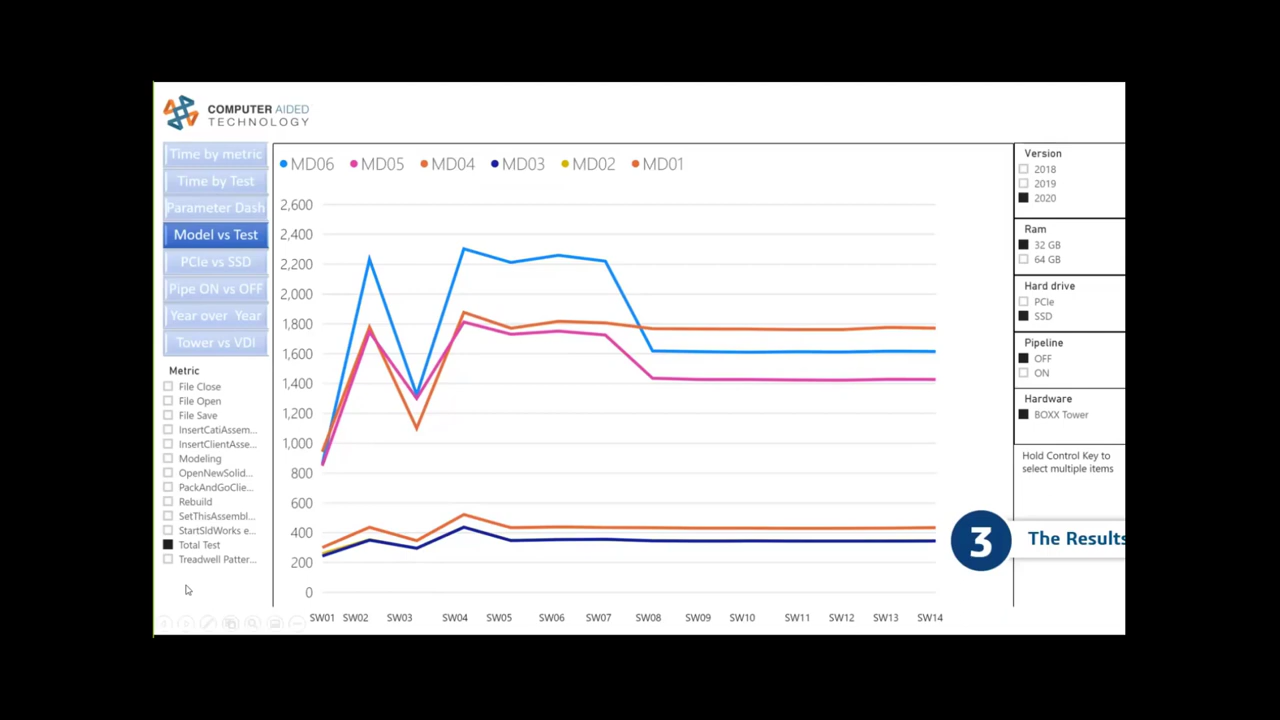 COMPUTER AIDED
TECHNOLOGY
Time by metric
Time by Test
Parameter Dash
Model vs Test
PCIe vs SSD
Pipe ON vs OFF
Year over Year
Tower vs VDI
Metric
File Close
File Open
File Save
InsertCatiAssem...
InsertClientAsse...
Modeling
OpenNewSolid...
PackAndGoClie...
Rebuild
SetThisAssembl...
StartSldWorks e...
Total Test
Treadwell Patter...
MD06 MD05 MD04 MD03 MD02 MD01
2,600
2,400
2,200
2,000
1,800
1,600
1,400
1,200
1,000
800
600
400
200
0
SW01 SW02 SW03 SW04 SW05 SW06 SW07 SW08 SW09 SW10 SW11 SW12 SW13 SW14
Version
2018
2019
2020
Ram
32 GB
64 GB
Hard drive
PCIe
SSD
Pipeline
OFF
ON
Hardware
BOXX Tower
Hold Control Key to
select multiple items
3 The Results